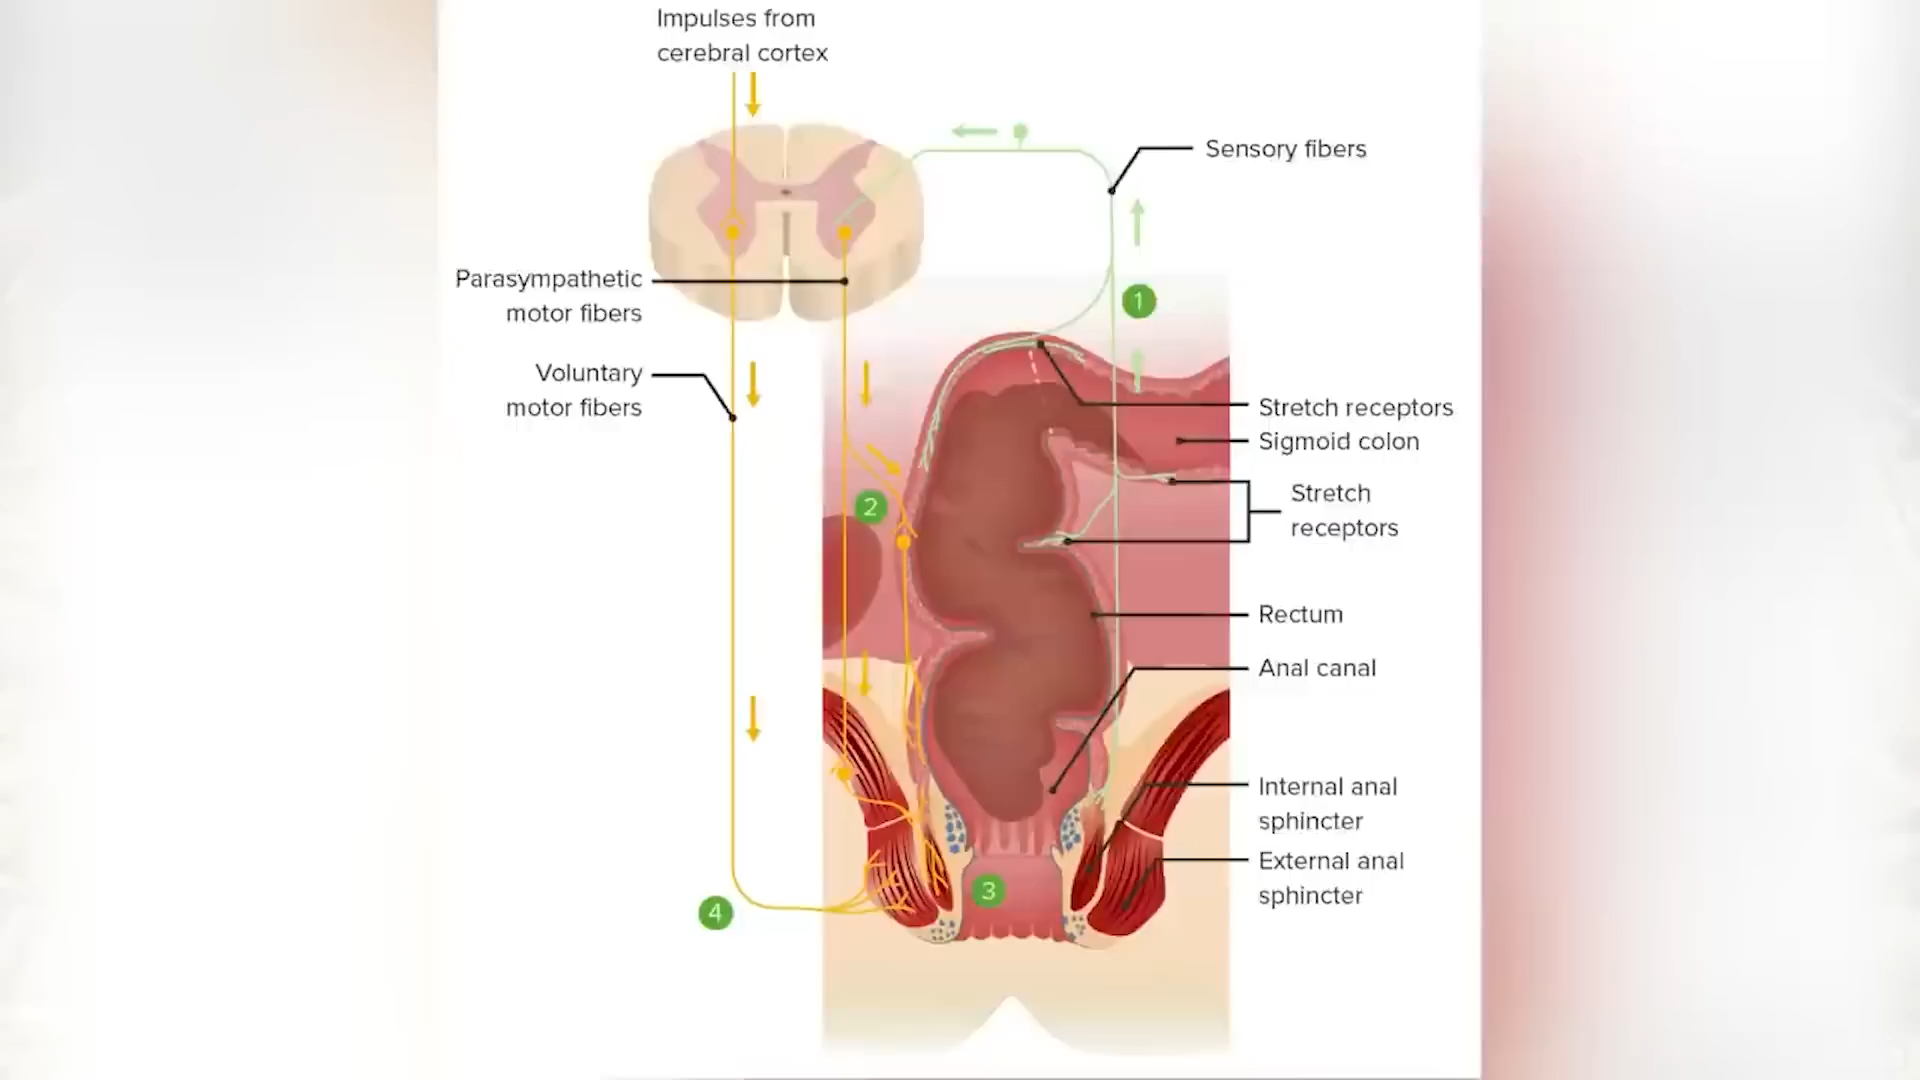 Impulses from
cerebral cortex
Sensory fibers
Parasympathetic
motor fibers
1
Voluntary
motor fibers
Stretch receptors
Sigmoid colon
2
Stretch
receptors
Rectum
Anal canal
Internal anal
sphincter
External anal
sphincter
3
4